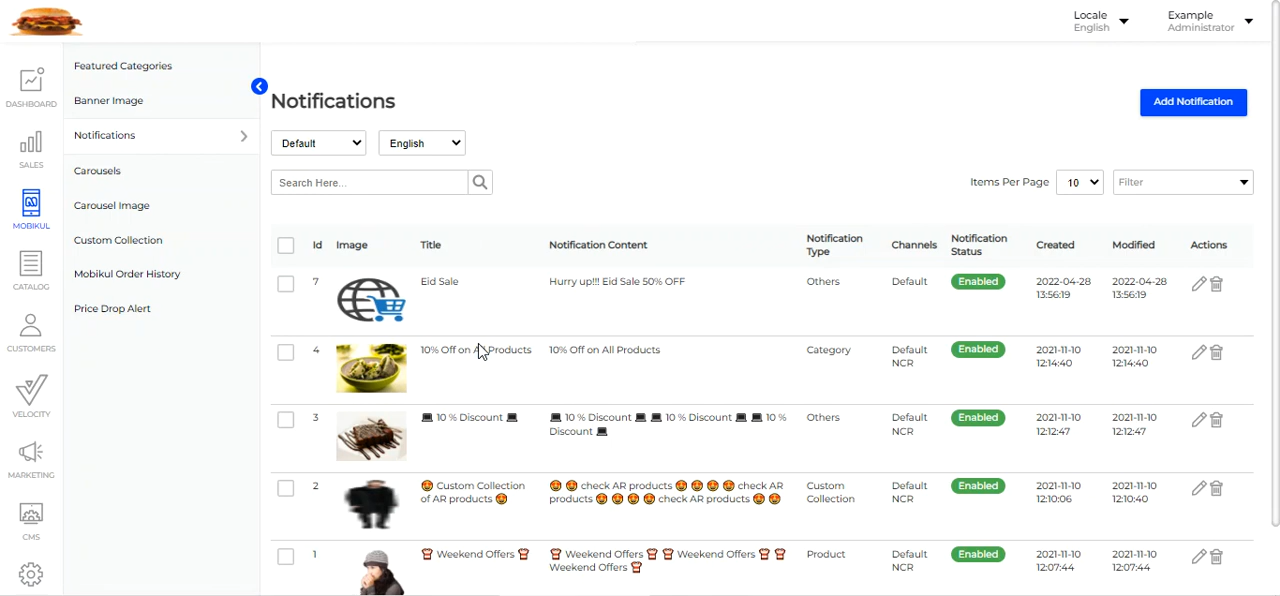 Locale
English
Example
Administrator
DASHBOARD
SALES
MOBIKUL
CATALOG
CUSTOMERS
VELOCITY
MARKETING
CMS
Featured Categories
Banner Image
Notifications
Carousels
Carousel Image
Custom Collection
Mobikul Order History
Price Drop Alert
Notifications
Add Notification
Default
English
Search Here...
Items Per Page
10
Filter
Id Image Title Notification Content Notification Type Channels Notification Status Created Modified Actions
7 Eid Sale Hurry up!!! Eid Sale 50% OFF Others Default Enabled 2022-04-28 2022-04-28
13:56:19 13:56:19
4 10% Off on All Products 10% Off on All Products Category Default Enabled 2021-11-10 2021-11-10
NCR 12:14:40 12:14:40
3 💻 10 % Discount 💻 💻 10 % Discount 💻 💻 10 % Discount 💻 💻 10 % Others Default Enabled 2021-11-10 2021-11-10
Discount 💻 NCR 12:12:47 12:12:47
2 🤩 Custom Collection 🤩 🤩 check AR products 🤩 🤩 🤩 🤩 check AR Custom Default Enabled 2021-11-10 2021-11-10
of AR products 🤩 products 🤩 🤩 🤩 🤩 check AR products 🤩 🤩 Collection NCR 12:10:06 12:10:40
1 Weekend Offers Weekend Offers Weekend Offers Product Default Enabled 2021-11-10 2021-11-10
Weekend Offers NCR 12:07:44 12:07:44